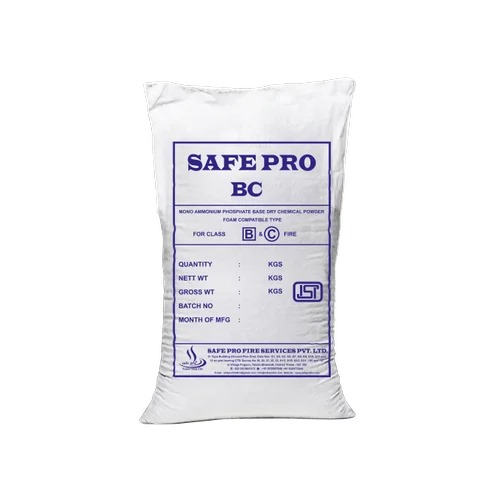 SAFE PRO
BC
MONO AMMONIUM PHOSPHATE BASE DRY CHEMICAL POWDER
FOAM COMPATIBLE TYPE
FOR CLASS B & C FIRE
QUANTITY : KGS
NETT WT : KGS
GROSS WT : KGS
BATCH NO :
MONTH OF MFG :
SAFE PRO FIRE SERVICES PVT. LTD.